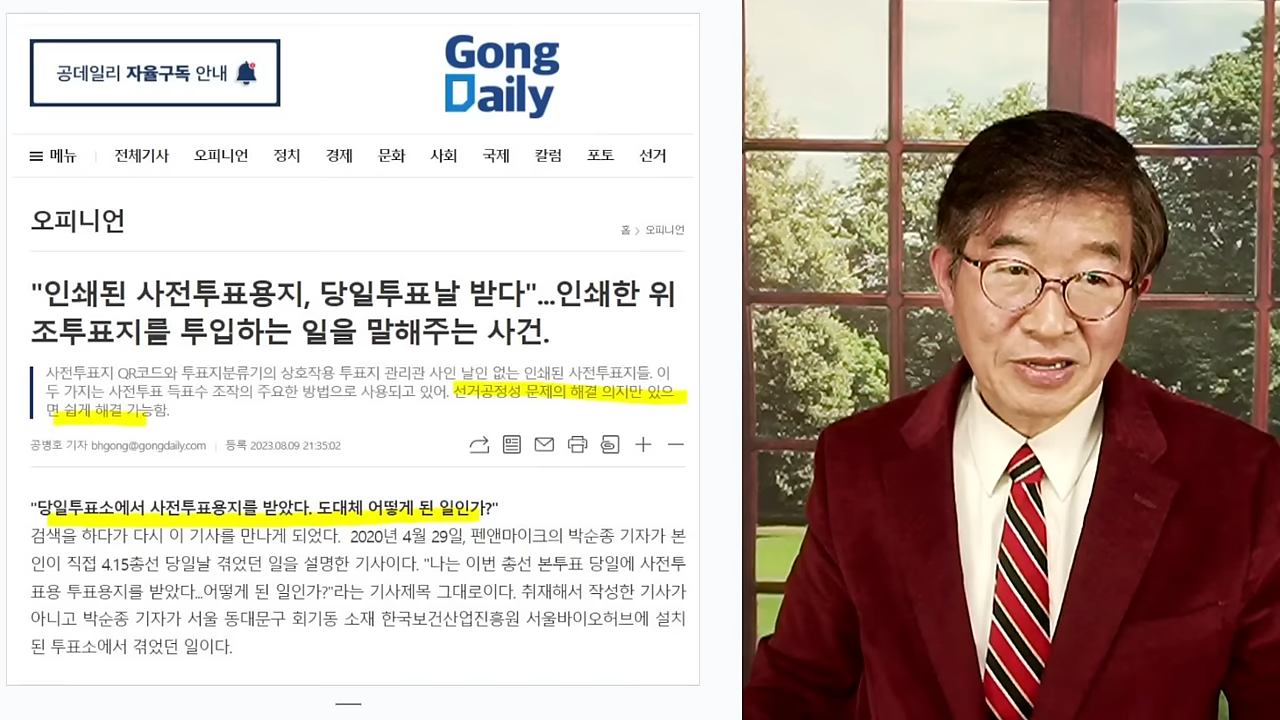 공데일리 자율구독 안내
Gong
Daily
메뉴 전체기사 오피니언 정치 경제 문화 사회 국제 칼럼 포토 선거
오피니언
홈 > 오피니언
"인쇄된 사전투표용지, 당일투표날 받다"...인쇄한 위
조투표지를 투입하는 일을 말해주는 사건.
사전투표지 QR코드와 투표지분류기의 상호작용 투표지 관리관 사인 날인 없는 인쇄된 사전투표지들. 이
두 가지는 사전투표 득표수 조작의 주요한 방법으로 사용되고 있어. 선거공정성 문제의 해결 의지만 있으
면 쉽게 해결 가능함.
공병호 기자 bhgong@gongdaily.com | 등록 2023.08.09 21:35:02
"당일투표소에서 사전투표용지를 받았다. 도대체 어떻게 된 일인가?"
검색을 하다가 다시 이 기사를 만나게 되었다. 2020년 4월 29일, 펜앤마이크의 박순종 기자가 본
인이 직접 4.15총선 당일날 겪었던 일을 설명한 기사이다. "나는 이번 총선 본투표 당일에 사전투
표용 투표용지를 받았다...어떻게 된 일인가?"라는 기사제목 그대로이다. 취재해서 작성한 기사가
아니고 박순종 기자가 서울 동대문구 회기동 소재 한국보건산업진흥원 서울바이오허브에 설치
된 투표소에서 겪었던 일이다.